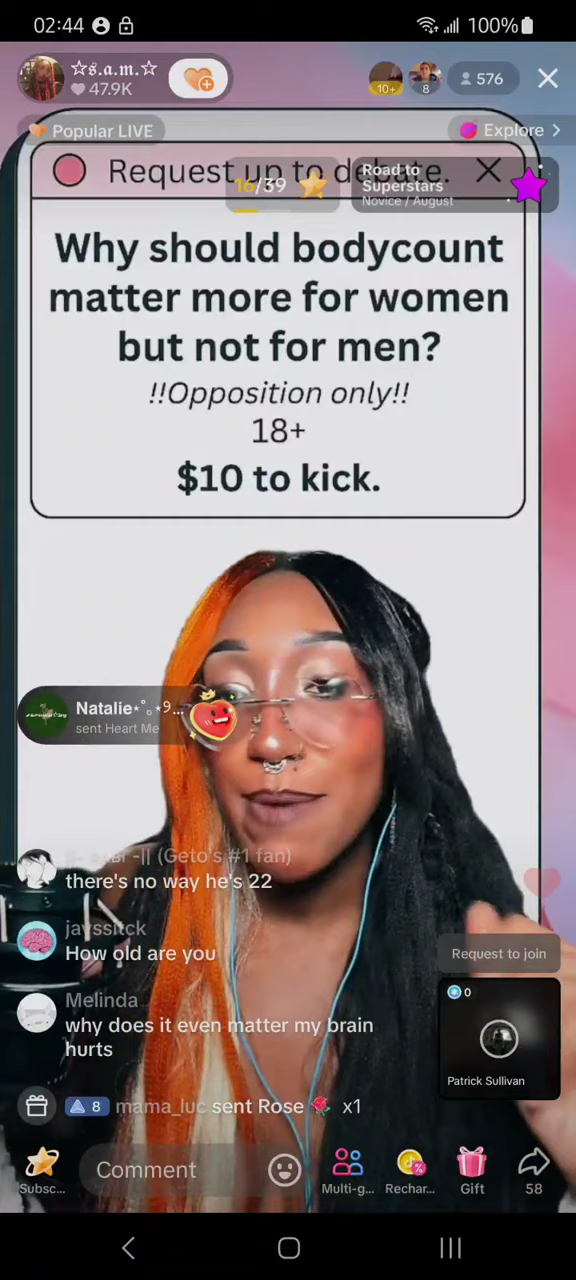 02:44
100%
☆𝖘.𝖆.𝖒.☆
47.9K
10+
8
576
Popular LIVE
Explore
Request up to debate.
16/39
Road to
Superstars
Novice / August
Why should bodycount
matter more for women
but not for men?
!!Opposition only!!
18+
$10 to kick.
Natalie⋆°｡⋆୨...
sent Heart Me
-|| (Geto's #1 fan)
there's no way he's 22
jayssitck
How old are you
Melinda
why does it even matter my brain
hurts
Request to join
0
Patrick Sullivan
8 mama_luc sent Rose x1
Comment
Subsc...
Multi-g...
Rechar...
Gift
58